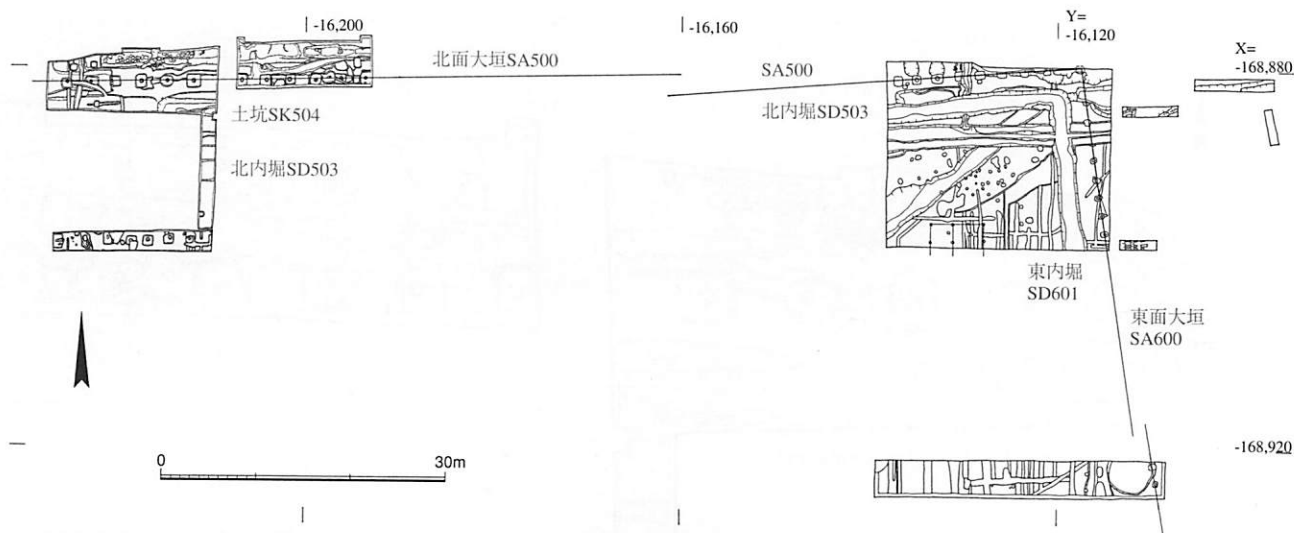 -16,200
-16,160
Y=
-16,120
X=
-168,880
北面大垣SA500
SA500
土坑SK504
北内堀SD503
北内堀SD503
東内堀
SD601
東面大垣
SA600
-168,920
0
30m